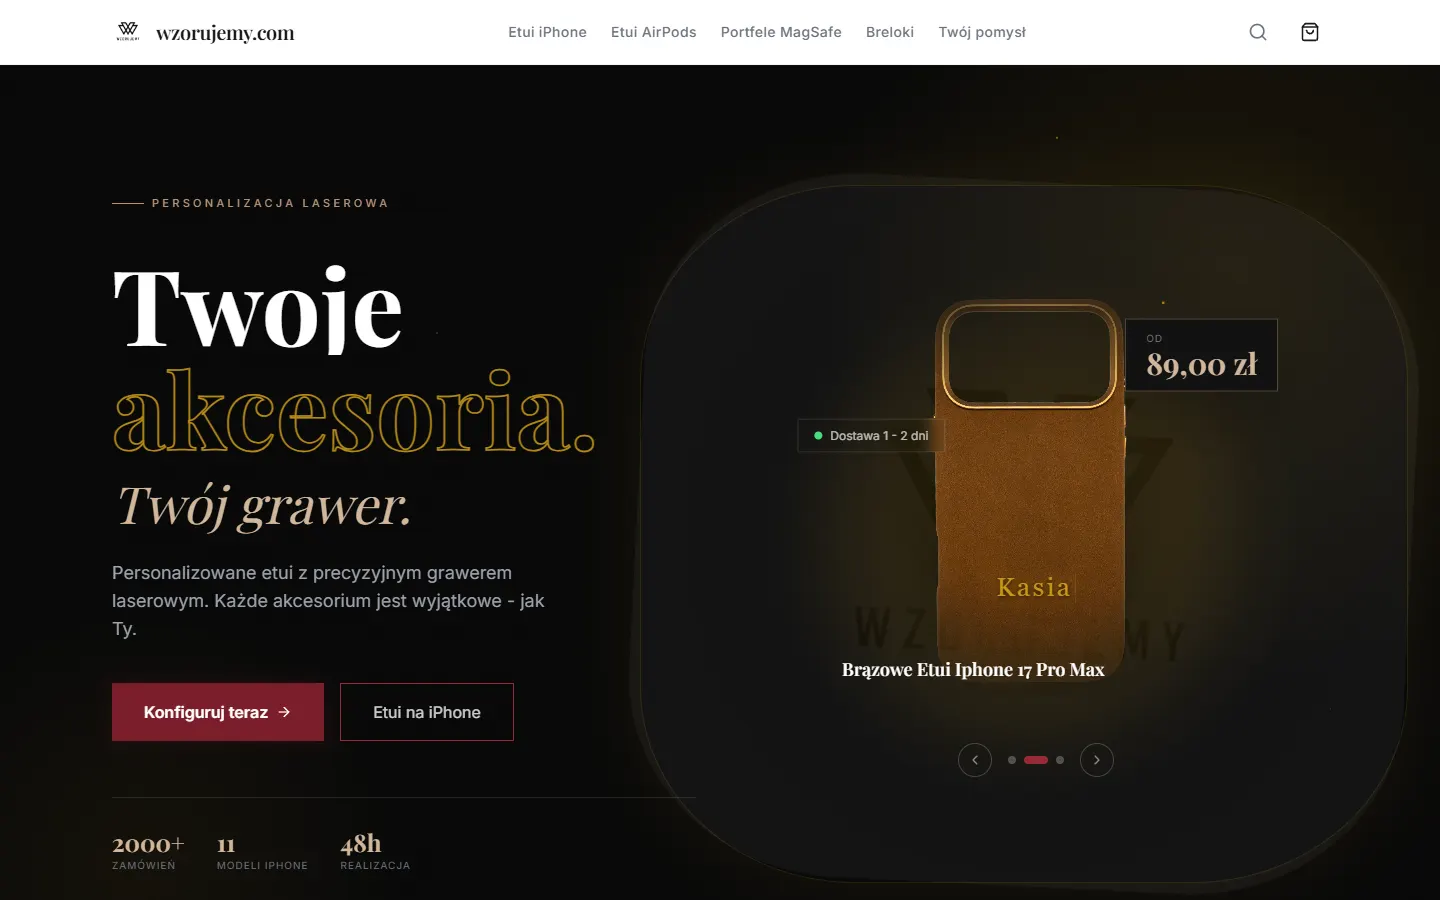 WZORUJEMY
wzorujemy.com
Etui iPhone
Etui AirPods
Portfele MagSafe
Breloki
Twój pomysł
PERSONALIZACJA LASEROWA
Twoje
akcesoria.
Twój grawer.
Personalizowane etui z precyzyjnym grawerem
laserowym. Każde akcesorium jest wyjątkowe - jak
Ty.
Konfiguruj teraz →
Etui na iPhone
2000+
ZAMÓWIEŃ
11
MODELI IPHONE
48h
REALIZACJA
OD
89,00 zł
Dostawa 1 - 2 dni
Kasia
Brązowe Etui Iphone 17 Pro Max